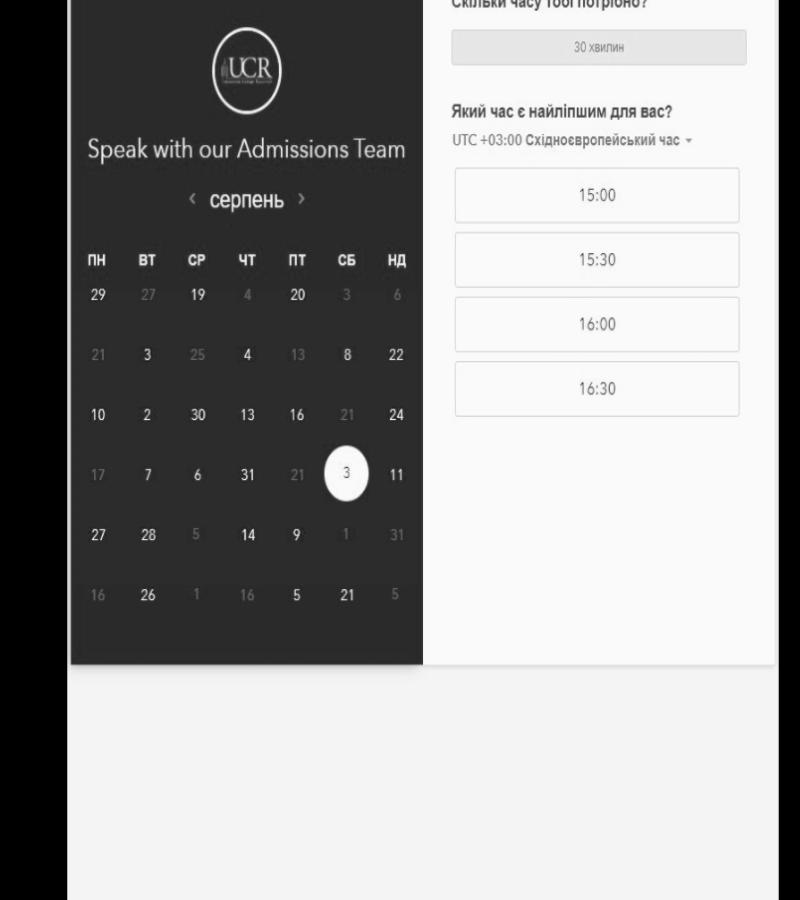 UCR
Speak with our Admissions Team
‹ серпень ›
ПН ВТ СР ЧТ ПТ СБ НД
29 27 19 4 20 3 6
21 3 25 4 13 8 22
10 2 30 13 16 21 24
17 7 6 31 21 3 11
27 28 5 14 9 1 31
16 26 1 16 5 21 5
Скільки часу тобі потрібно?
30 хвилин
Який час є найліпшим для вас?
UTC +03:00 Східноєвропейський час
15:00
15:30
16:00
16:30